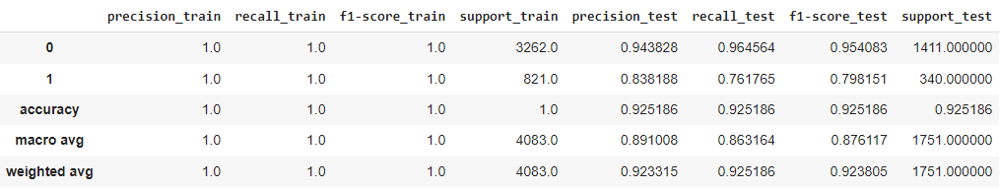 precision_train recall_train f1-score_train support_train precision_test recall_test f1-score_test support_test
0 1.0 1.0 1.0 3262.0 0.943828 0.964564 0.954083 1411.000000
1 1.0 1.0 1.0 821.0 0.838188 0.761765 0.798151 340.000000
accuracy 1.0 1.0 1.0 1.0 0.925186 0.925186 0.925186 0.925186
macro avg 1.0 1.0 1.0 4083.0 0.891008 0.863164 0.876117 1751.000000
weighted avg 1.0 1.0 1.0 4083.0 0.923315 0.925186 0.923805 1751.000000